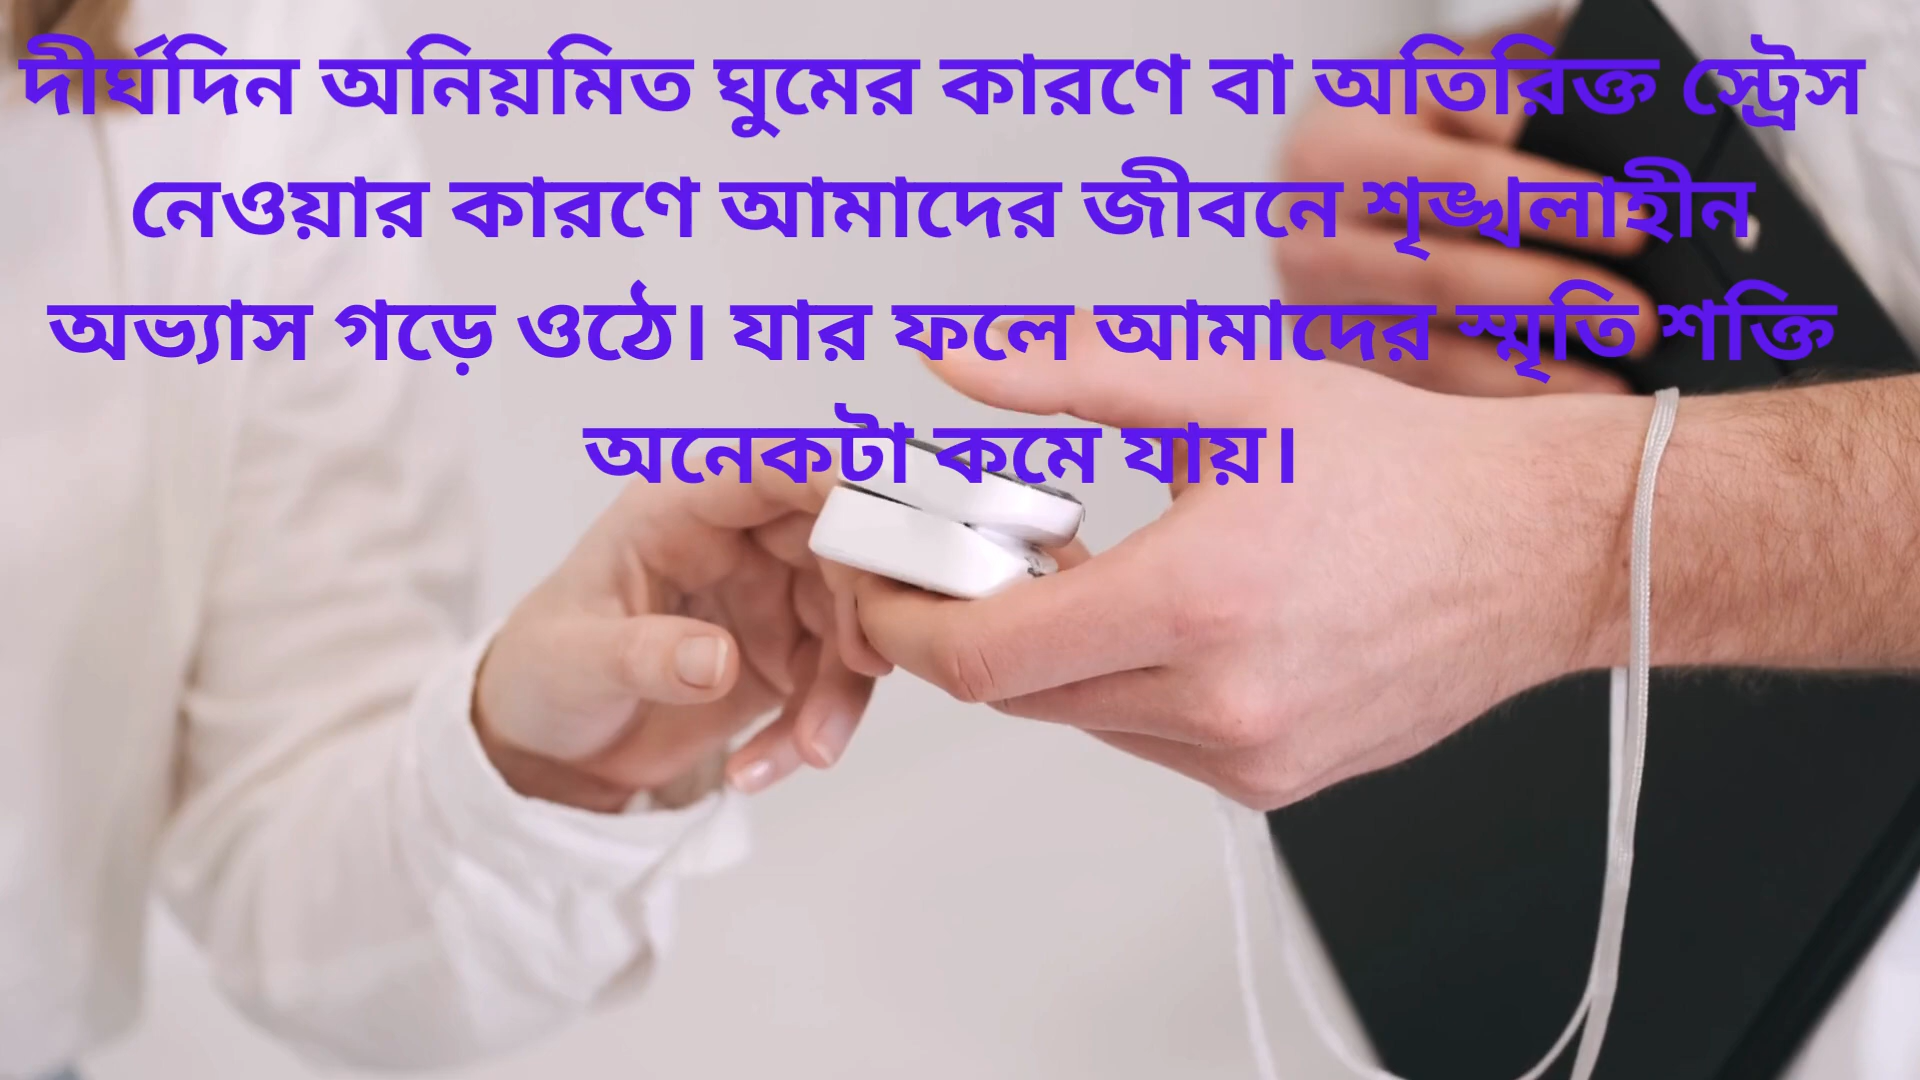 দীর্ঘদিন অনিয়মিত ঘুমের কারণে বা অতিরিক্ত স্ট্রেস
নেওয়ার কারণে আমাদের জীবনে শৃঙ্খলাহীন
অভ্যাস গড়ে ওঠে। যার ফলে আমাদের স্মৃতি শক্তি
অনেকটা কমে যায়।